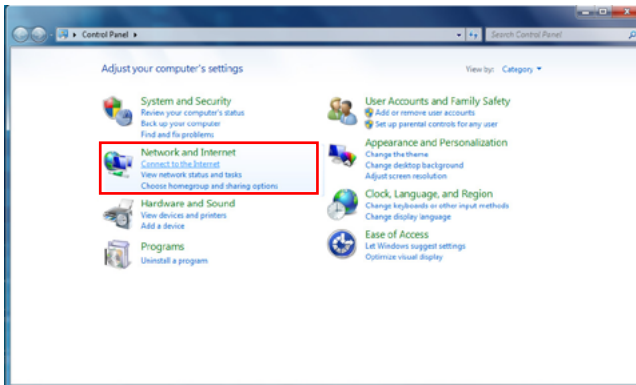 Control Panel
Search Control Panel
Adjust your computer's settings
View by: Category
System and Security
Review your computer's status
Back up your computer
Find and fix problems
Network and Internet
Connect to the Internet
View network status and tasks
Choose homegroup and sharing options
Hardware and Sound
View devices and printers
Add a device
Programs
Uninstall a program
User Accounts and Family Safety
Add or remove user accounts
Set up parental controls for any user
Appearance and Personalization
Change the theme
Change desktop background
Adjust screen resolution
Clock, Language, and Region
Change keyboards or other input methods
Change display language
Ease of Access
Let Windows suggest settings
Optimize visual display